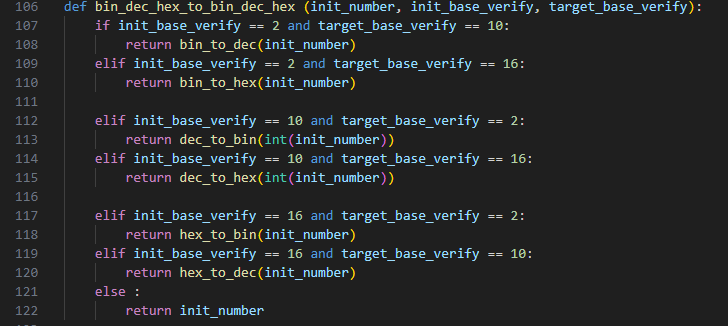 106 def bin_dec_hex_to_bin_dec_hex (init_number, init_base_verify, target_base_verify):
107     if init_base_verify == 2 and target_base_verify == 10:
108         return bin_to_dec(init_number)
109     elif init_base_verify == 2 and target_base_verify == 16:
110         return bin_to_hex(init_number)
111
112     elif init_base_verify == 10 and target_base_verify == 2:
113         return dec_to_bin(int(init_number))
114     elif init_base_verify == 10 and target_base_verify == 16:
115         return dec_to_hex(int(init_number))
116
117     elif init_base_verify == 16 and target_base_verify == 2:
118         return hex_to_bin(init_number)
119     elif init_base_verify == 16 and target_base_verify == 10:
120         return hex_to_dec(init_number)
121     else :
122         return init_number